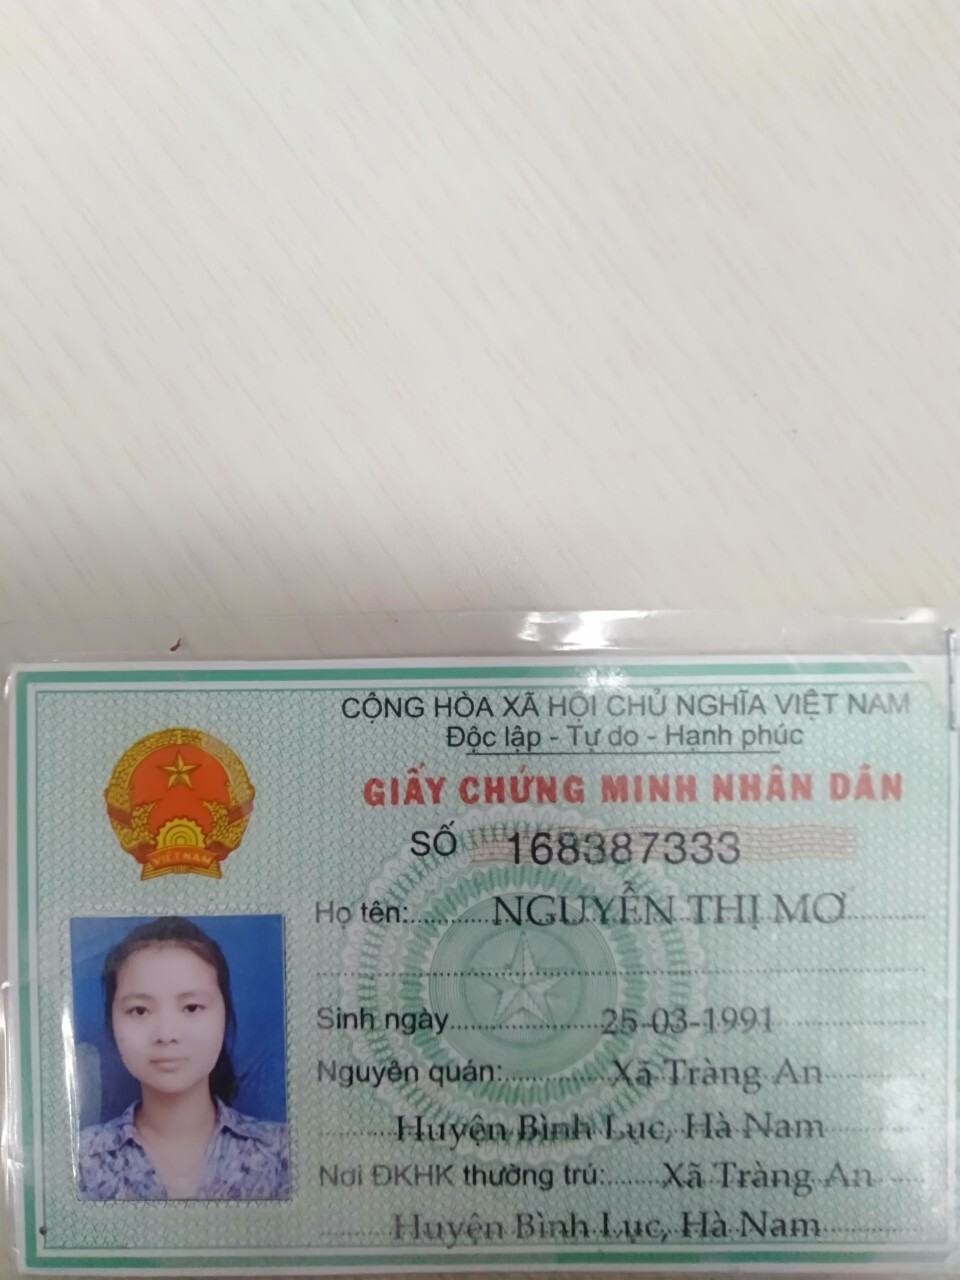 CỘNG HÒA XÃ HỘI CHỦ NGHĨA VIỆT NAM
Độc lập - Tự do - Hạnh phúc
GIẤY CHỨNG MINH NHÂN DÂN
SỐ 168387333
Họ tên: NGUYỄN THỊ MƠ
Sinh ngày 25-03-1991
Nguyên quán: Xã Tràng An
Huyện Bình Lục, Hà Nam
Nơi ĐKHK thường trú: Xã Tràng An
Huyện Bình Lục, Hà Nam
VIỆT NAM